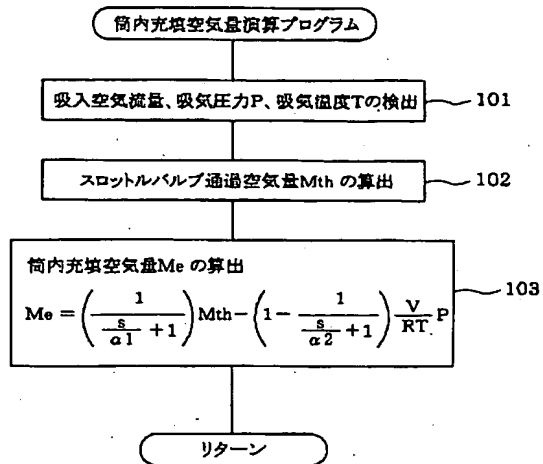 筒内充填空気量演算プログラム
吸入空気流量、吸気圧力P、吸気温度Tの検出
101
スロットルバルブ通過空気量Mth の算出
102
筒内充填空気量Me の算出
Me = ( 1 / ( s/α1 + 1 ) ) Mth − ( 1 − 1 / ( s/α2 + 1 ) ) V/RT P
103
リターン